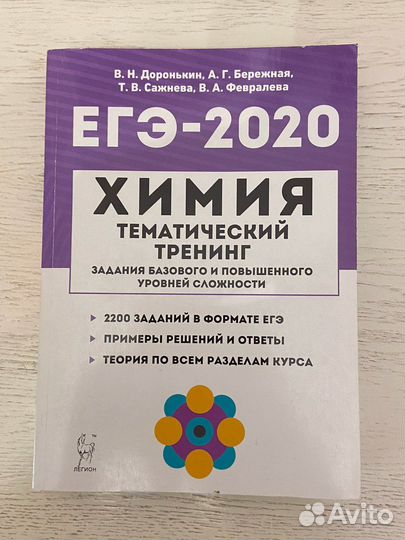 В. Н. Доронькин, А. Г. Бережная,
Т. В. Сажнева, В. А. Февралева
ЕГЭ-2020
ХИМИЯ
ТЕМАТИЧЕСКИЙ
ТРЕНИНГ
ЗАДАНИЯ БАЗОВОГО И ПОВЫШЕННОГО
УРОВНЕЙ СЛОЖНОСТИ
2200 ЗАДАНИЙ В ФОРМАТЕ ЕГЭ
ПРИМЕРЫ РЕШЕНИЙ И ОТВЕТЫ
ТЕОРИЯ ПО ВСЕМ РАЗДЕЛАМ КУРСА
TM
ЛЕГИОН
Avito